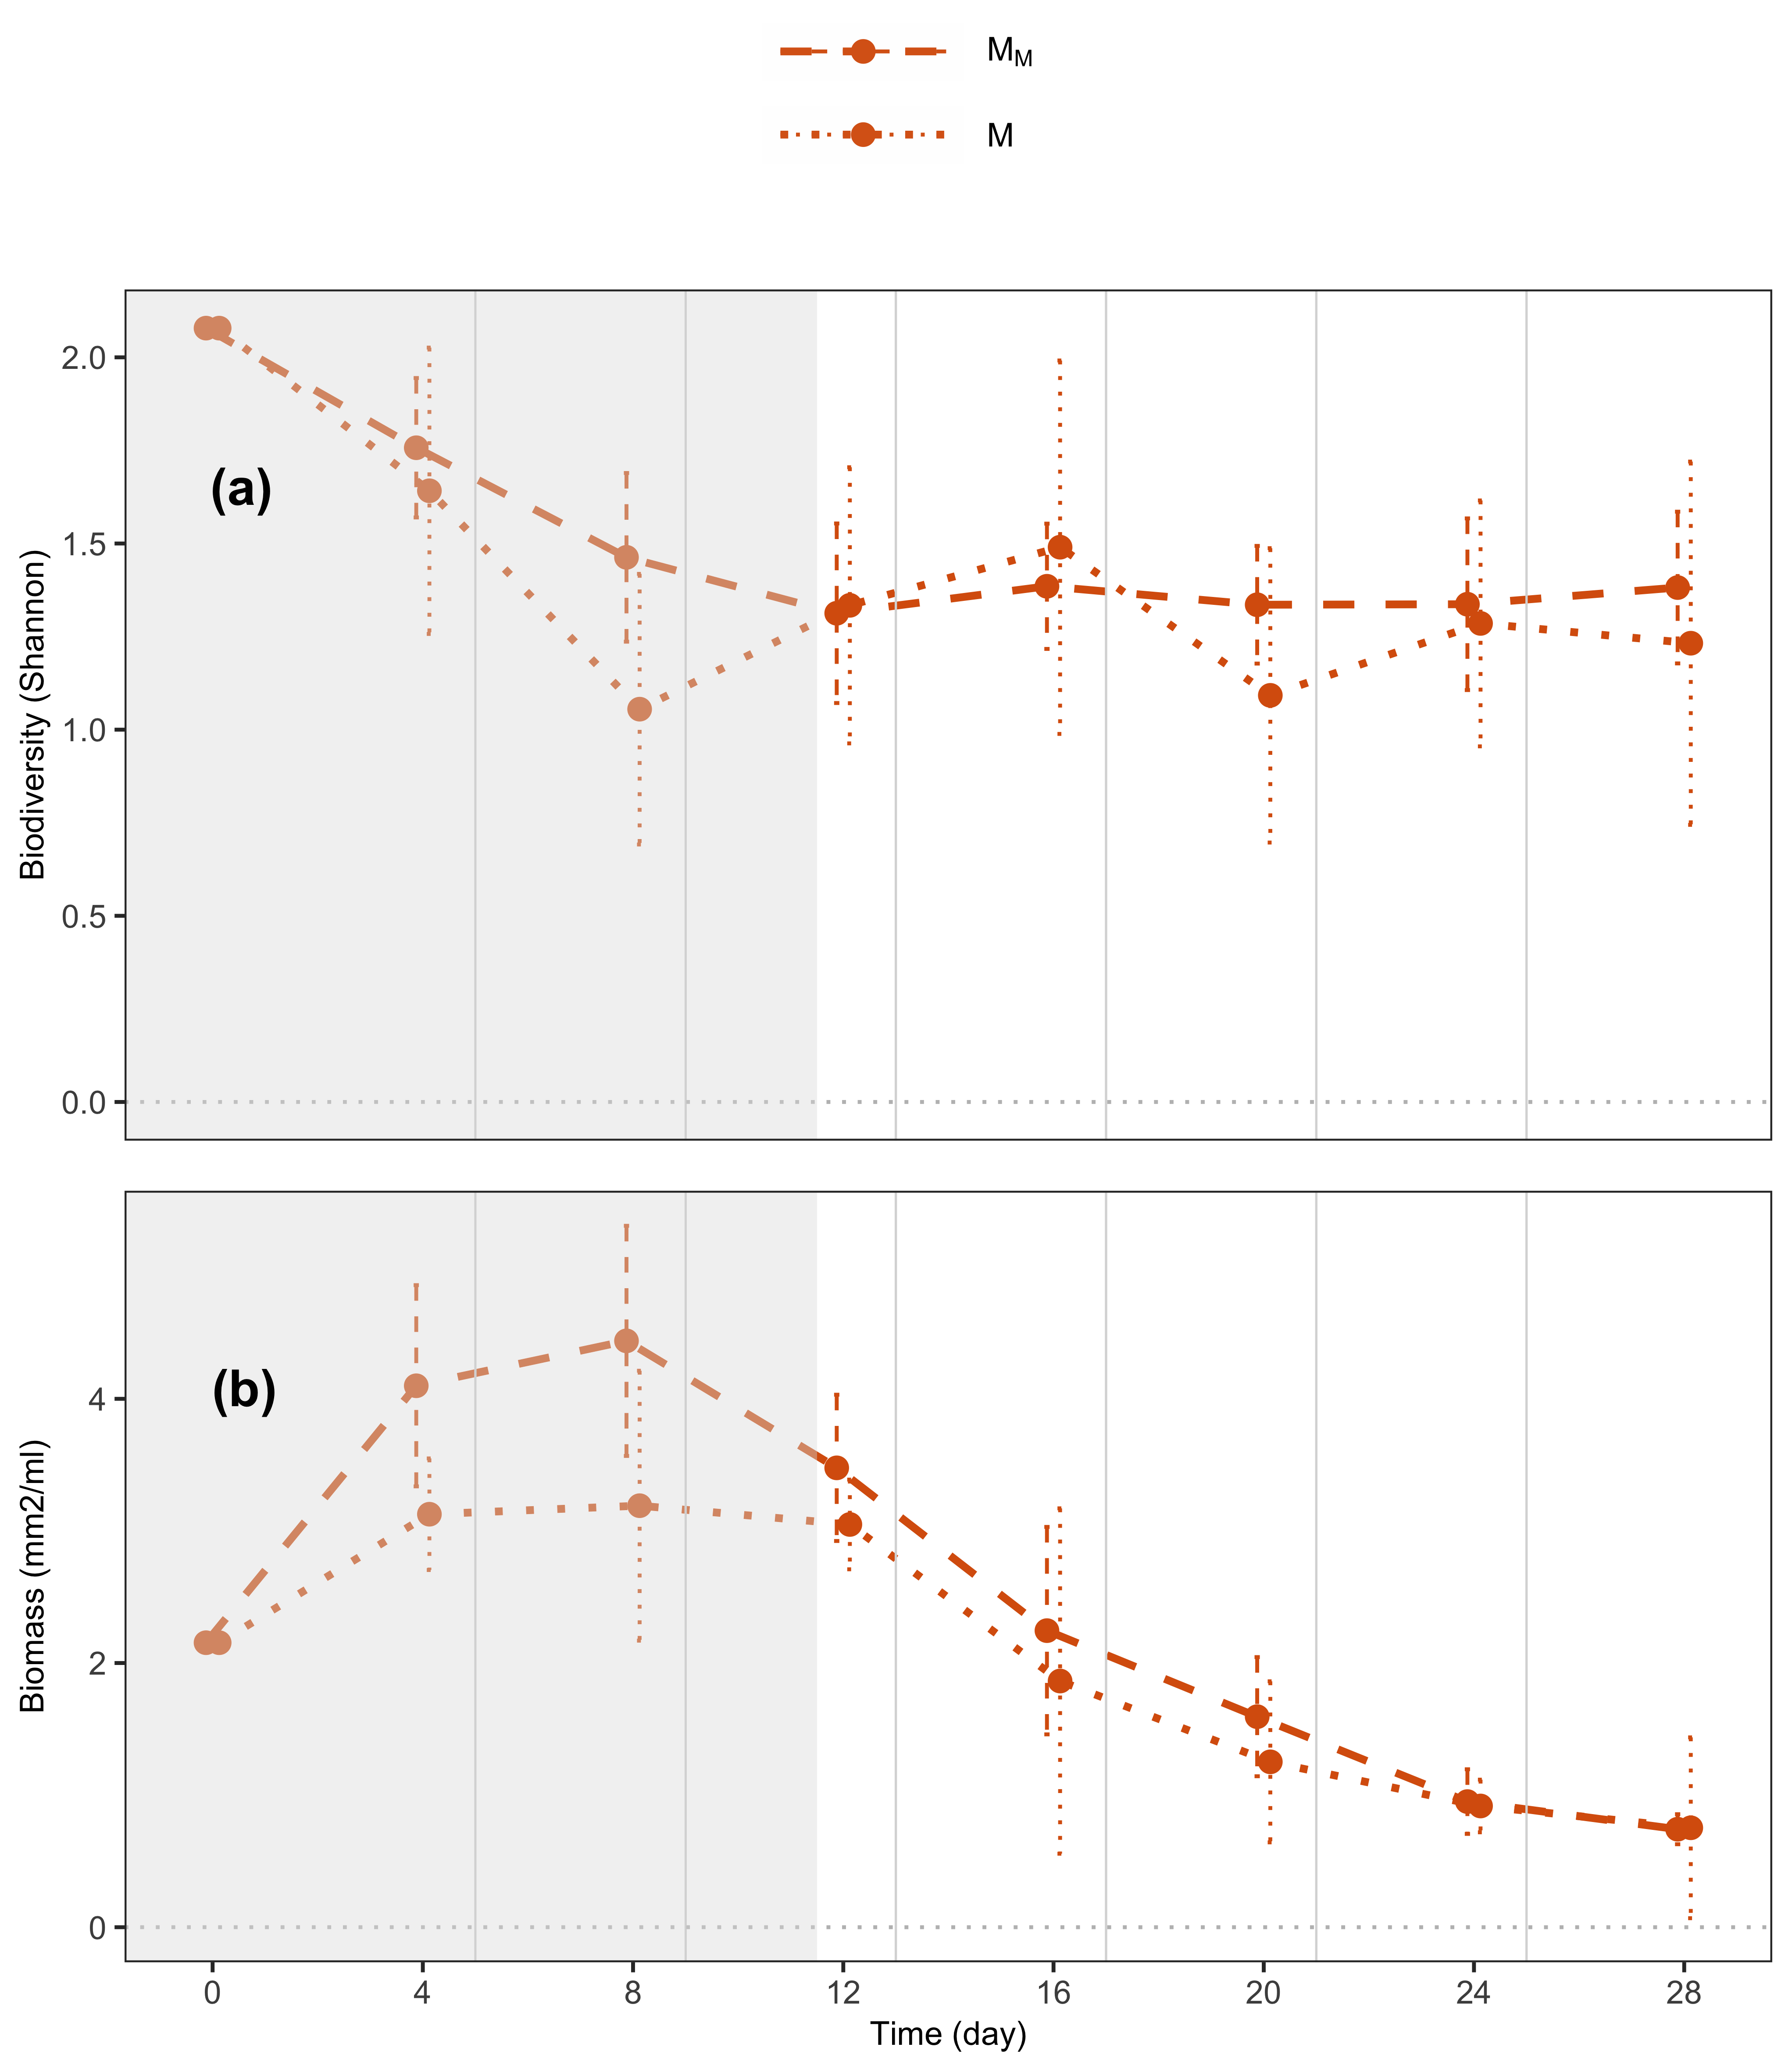 M_M
M
(a)
Biodiversity (Shannon)
2.0
1.5
1.0
0.5
0.0
(b)
Biomass (mm2/ml)
4
2
0
0 4 8 12 16 20 24 28
Time (day)